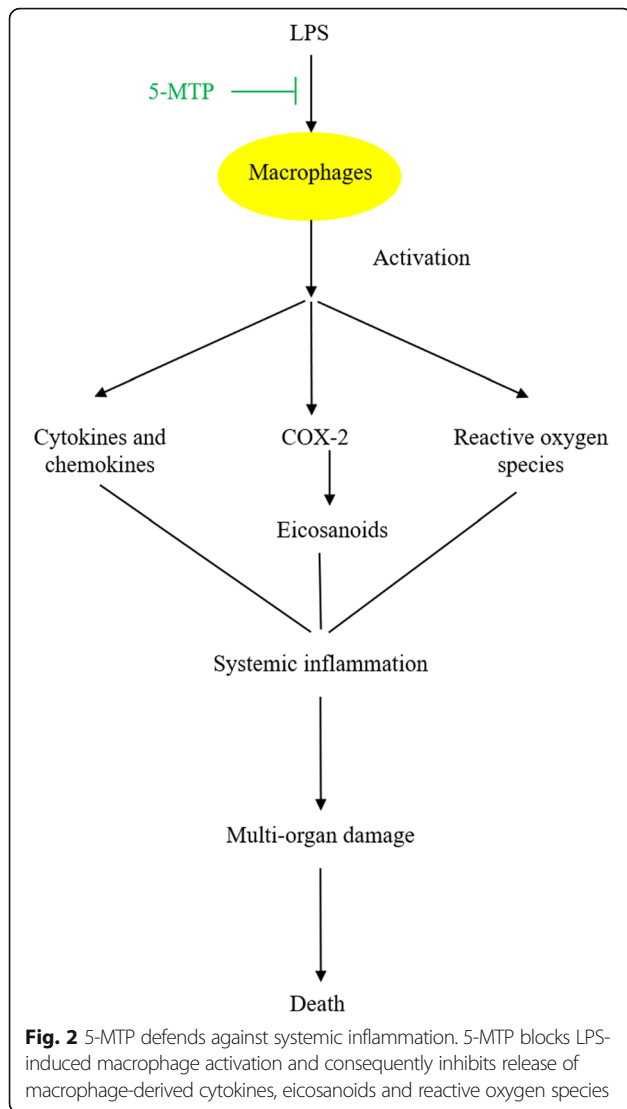 LPS
5-MTP
Macrophages
Activation
Cytokines and
chemokines
COX-2
Reactive oxygen
species
Eicosanoids
Systemic inflammation
Multi-organ damage
Death
Fig. 2 5-MTP defends against systemic inflammation. 5-MTP blocks LPS-
induced macrophage activation and consequently inhibits release of
macrophage-derived cytokines, eicosanoids and reactive oxygen species